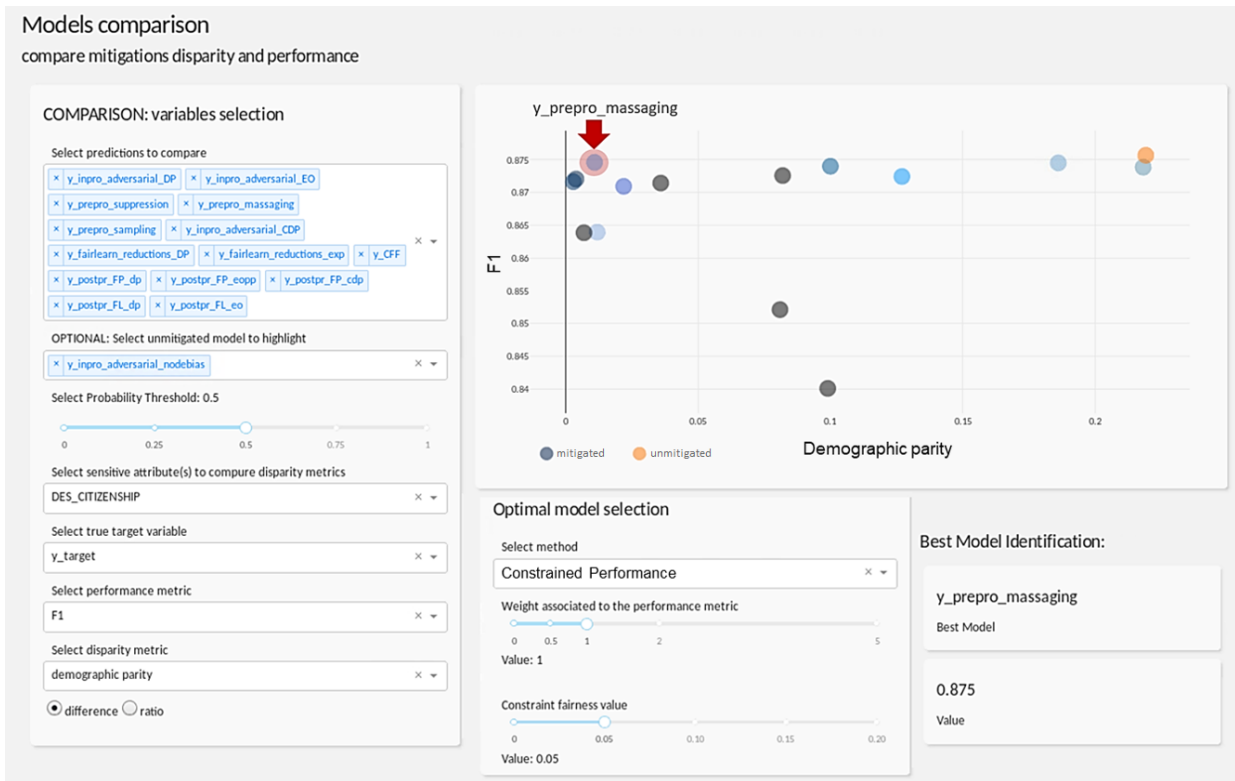 Models comparison
compare mitigations disparity and performance
COMPARISON: variables selection
Select predictions to compare
× y_inpro_adversarial_DP × y_inpro_adversarial_EO
× y_prepro_suppression × y_prepro_massaging
× y_prepro_sampling × y_inpro_adversarial_CDP
× y_fairlearn_reductions_DP × y_fairlearn_reductions_exp × y_CFF
× y_postpr_FP_dp × y_postpr_FP_eopp × y_postpr_FP_cdp
× y_postpr_FL_dp × y_postpr_FL_eo
×
OPTIONAL: Select unmitigated model to highlight
× y_inpro_adversarial_nodebias ×
Select Probability Threshold: 0.5
0 0.25 0.5 0.75 1
Select sensitive attribute(s) to compure disparity metrics
DES_CITIZENSHIP ×
Select true target variable
y_target ×
Select performance metric
F1 ×
Select disparity metric
demographic parity ×
difference ratio
y_prepro_massaging
0.875
0.87
0.865
0.86
0.855
0.85
0.845
0.84
F1
0 0.05 0.1 0.15 0.2
Demographic parity
mitigated unmitigated
Optimal model selection
Select method
Constrained Performance ×
Weight associated to the performance metric
0 0.5 1 2 5
Value: 1
Constraint fairness value
0 0.05 0.10 0.15 0.20
Value: 0.05
Best Model Identification:
y_prepro_massaging
Best Model
0.875
Value